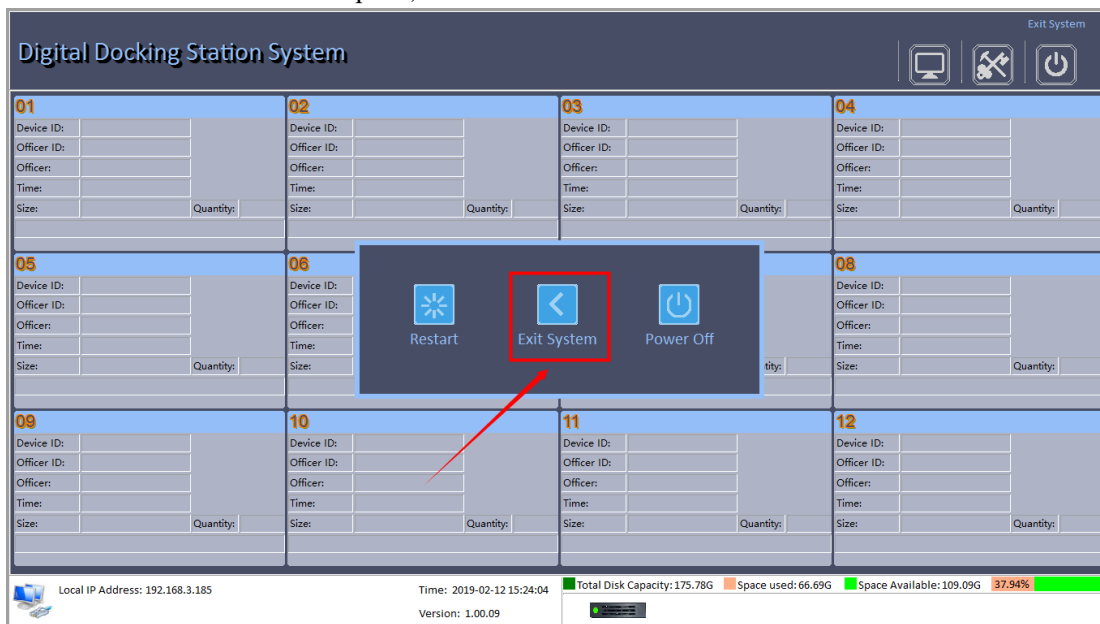 Exit System
Digital Docking Station System
01 02 03 04
Device ID: Device ID: Device ID: Device ID:
Officer ID: Officer ID: Officer ID: Officer ID:
Officer: Officer: Officer: Officer:
Time: Time: Time: Time:
Size: Quantity: Size: Quantity: Size: Quantity: Size: Quantity:
05 06 08
Device ID: Device ID: Device ID:
Officer ID: Officer ID: Officer ID:
Officer: Officer: Officer:
Time: Time: Time:
Size: Quantity: Size: Size: Quantity:
Restart Exit System Power Off
09 10 11 12
Device ID: Device ID: Device ID: Device ID:
Officer ID: Officer ID: Officer ID: Officer ID:
Officer: Officer: Officer: Officer:
Time: Time: Time: Time:
Size: Quantity: Size: Quantity: Size: Quantity: Size: Quantity:
Local IP Address: 192.168.3.185 Time: 2019-02-12 15:24:04 Total Disk Capacity: 175.78G Space used: 66.69G Space Available: 109.09G 37.94%
Version: 1.00.09